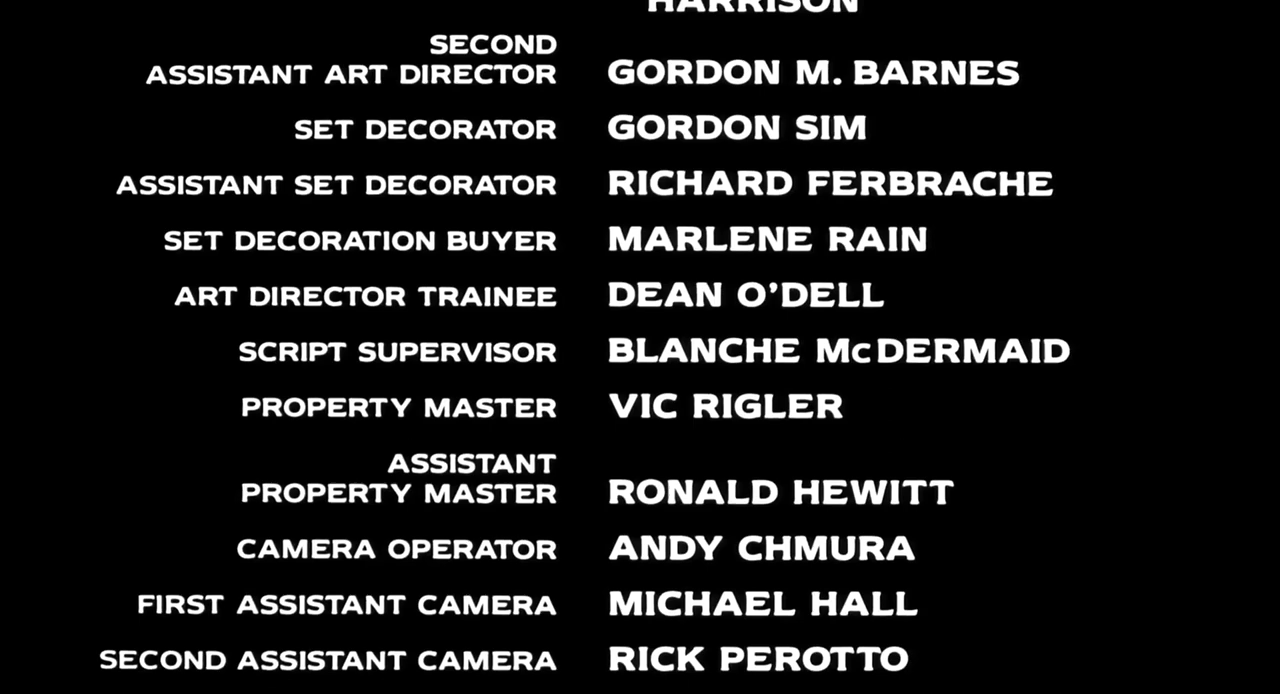 HARRISON
SECOND
ASSISTANT ART DIRECTOR GORDON M. BARNES
SET DECORATOR GORDON SIM
ASSISTANT SET DECORATOR RICHARD FERBRACHE
SET DECORATION BUYER MARLENE RAIN
ART DIRECTOR TRAINEE DEAN O’DELL
SCRIPT SUPERVISOR BLANCHE McDERMAID
PROPERTY MASTER VIC RIGLER
ASSISTANT
PROPERTY MASTER RONALD HEWITT
CAMERA OPERATOR ANDY CHMURA
FIRST ASSISTANT CAMERA MICHAEL HALL
SECOND ASSISTANT CAMERA RICK PEROTTO